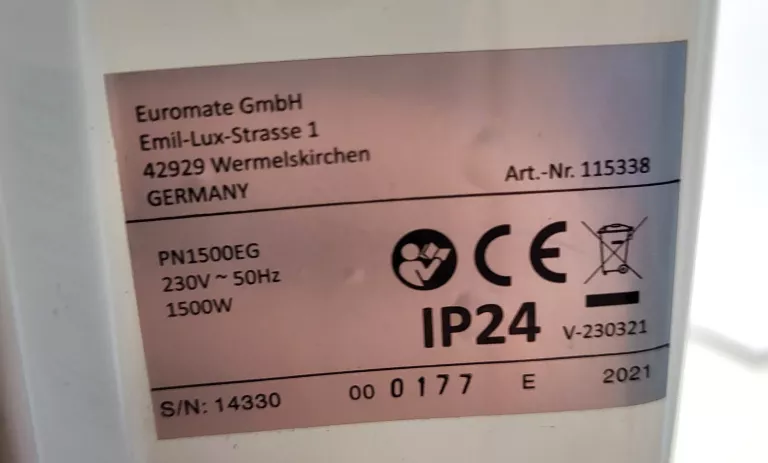 Euromate GmbH
Emil-Lux-Strasse 1
42929 Wermelskirchen
GERMANY
Art.-Nr. 115338
PN1500EG
230V ~ 50Hz
1500W
CE
IP24
V-230321
S/N: 14330 00 0177 E 2021